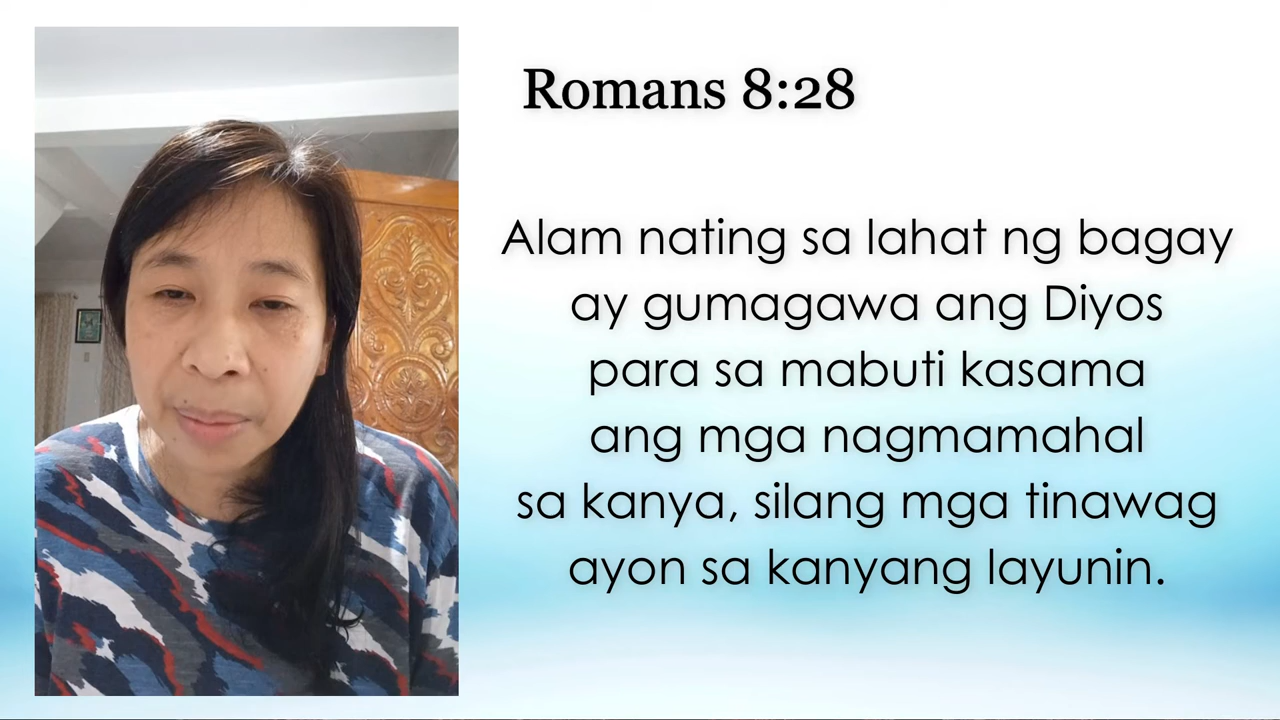 Romans 8:28
Alam nating sa lahat ng bagay
ay gumagawa ang Diyos
para sa mabuti kasama
ang mga nagmamahal
sa kanya, silang mga tinawag
ayon sa kanyang layunin.